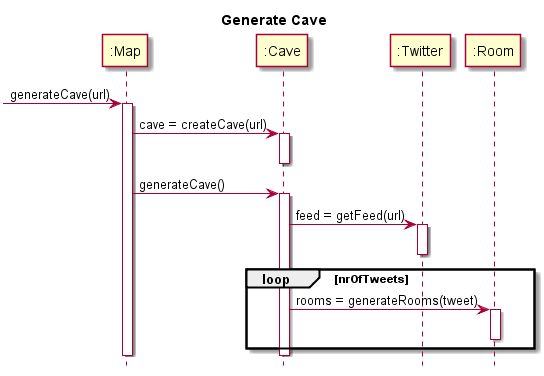 Generate Cave
:Map
:Cave
:Twitter
:Room
generateCave(url)
cave = createCave(url)
generateCave()
feed = getFeed(url)
loop
[nrOfTweets]
rooms = generateRooms(tweet)